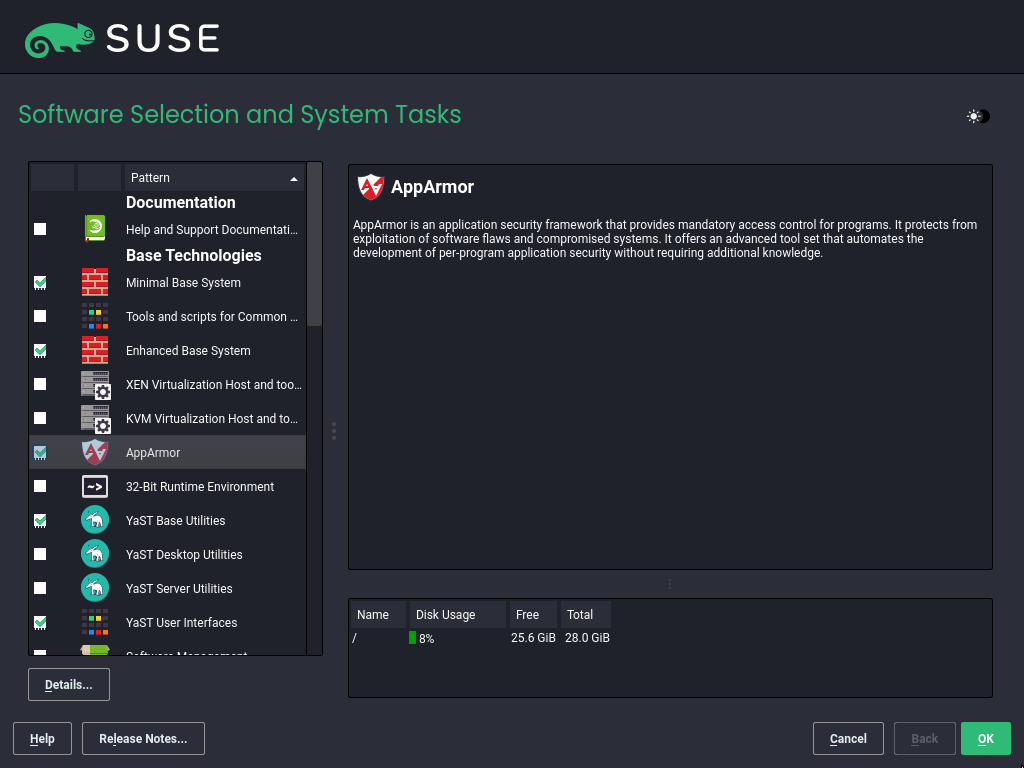 SUSE
Software Selection and System Tasks
Pattern
Documentation
Help and Support Documentati...
Base Technologies
Minimal Base System
Tools and scripts for Common ...
Enhanced Base System
XEN Virtualization Host and too...
KVM Virtualization Host and to...
AppArmor
32-Bit Runtime Environment
YaST Base Utilities
YaST Desktop Utilities
YaST Server Utilities
YaST User Interfaces
Software Management
Details...
AppArmor
AppArmor is an application security framework that provides mandatory access control for programs. It protects from
exploitation of software flaws and compromised systems. It offers an advanced tool set that automates the
development of per-program application security without requiring additional knowledge.
Name Disk Usage Free Total
/ 8% 25.6 GiB 28.0 GiB
Help Release Notes... Cancel Back OK